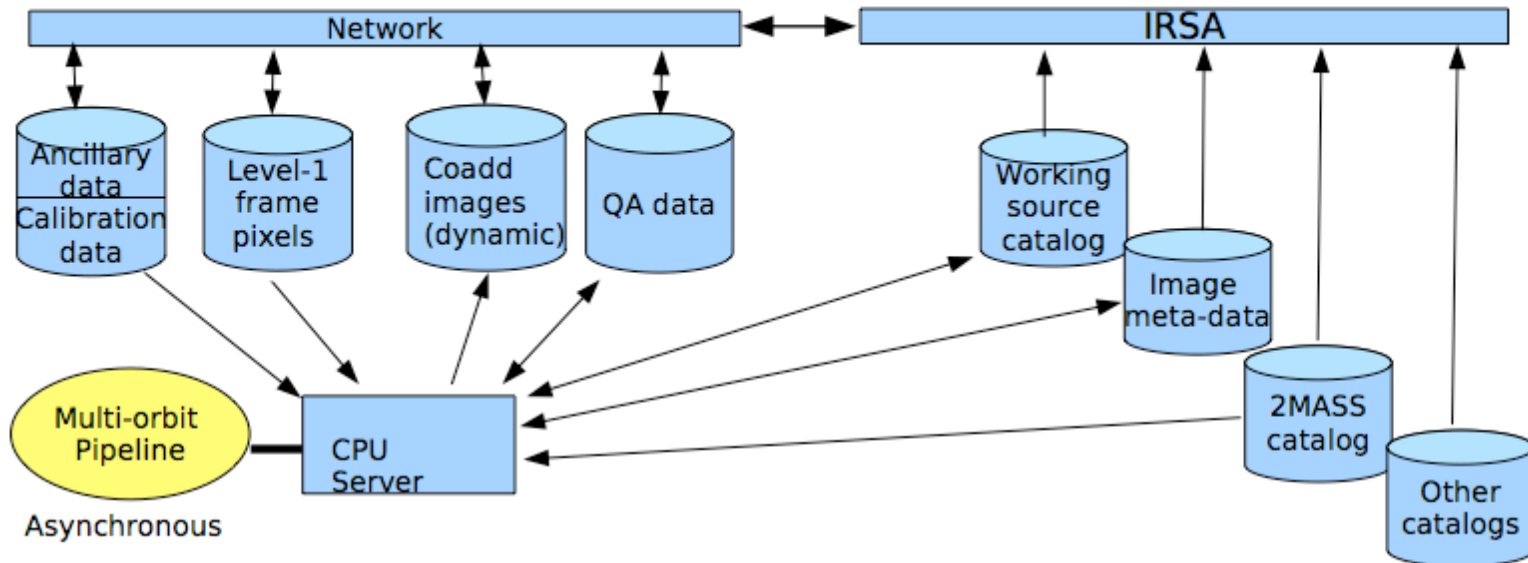 Network
IRSA
Ancillary
data
Calibration
data
Level-1
frame
pixels
Coadd
images
(dynamic)
QA data
Working
source
catalog
Image
meta-data
2MASS
catalog
Other
catalogs
Multi-orbit
Pipeline
CPU
Server
Asynchronous